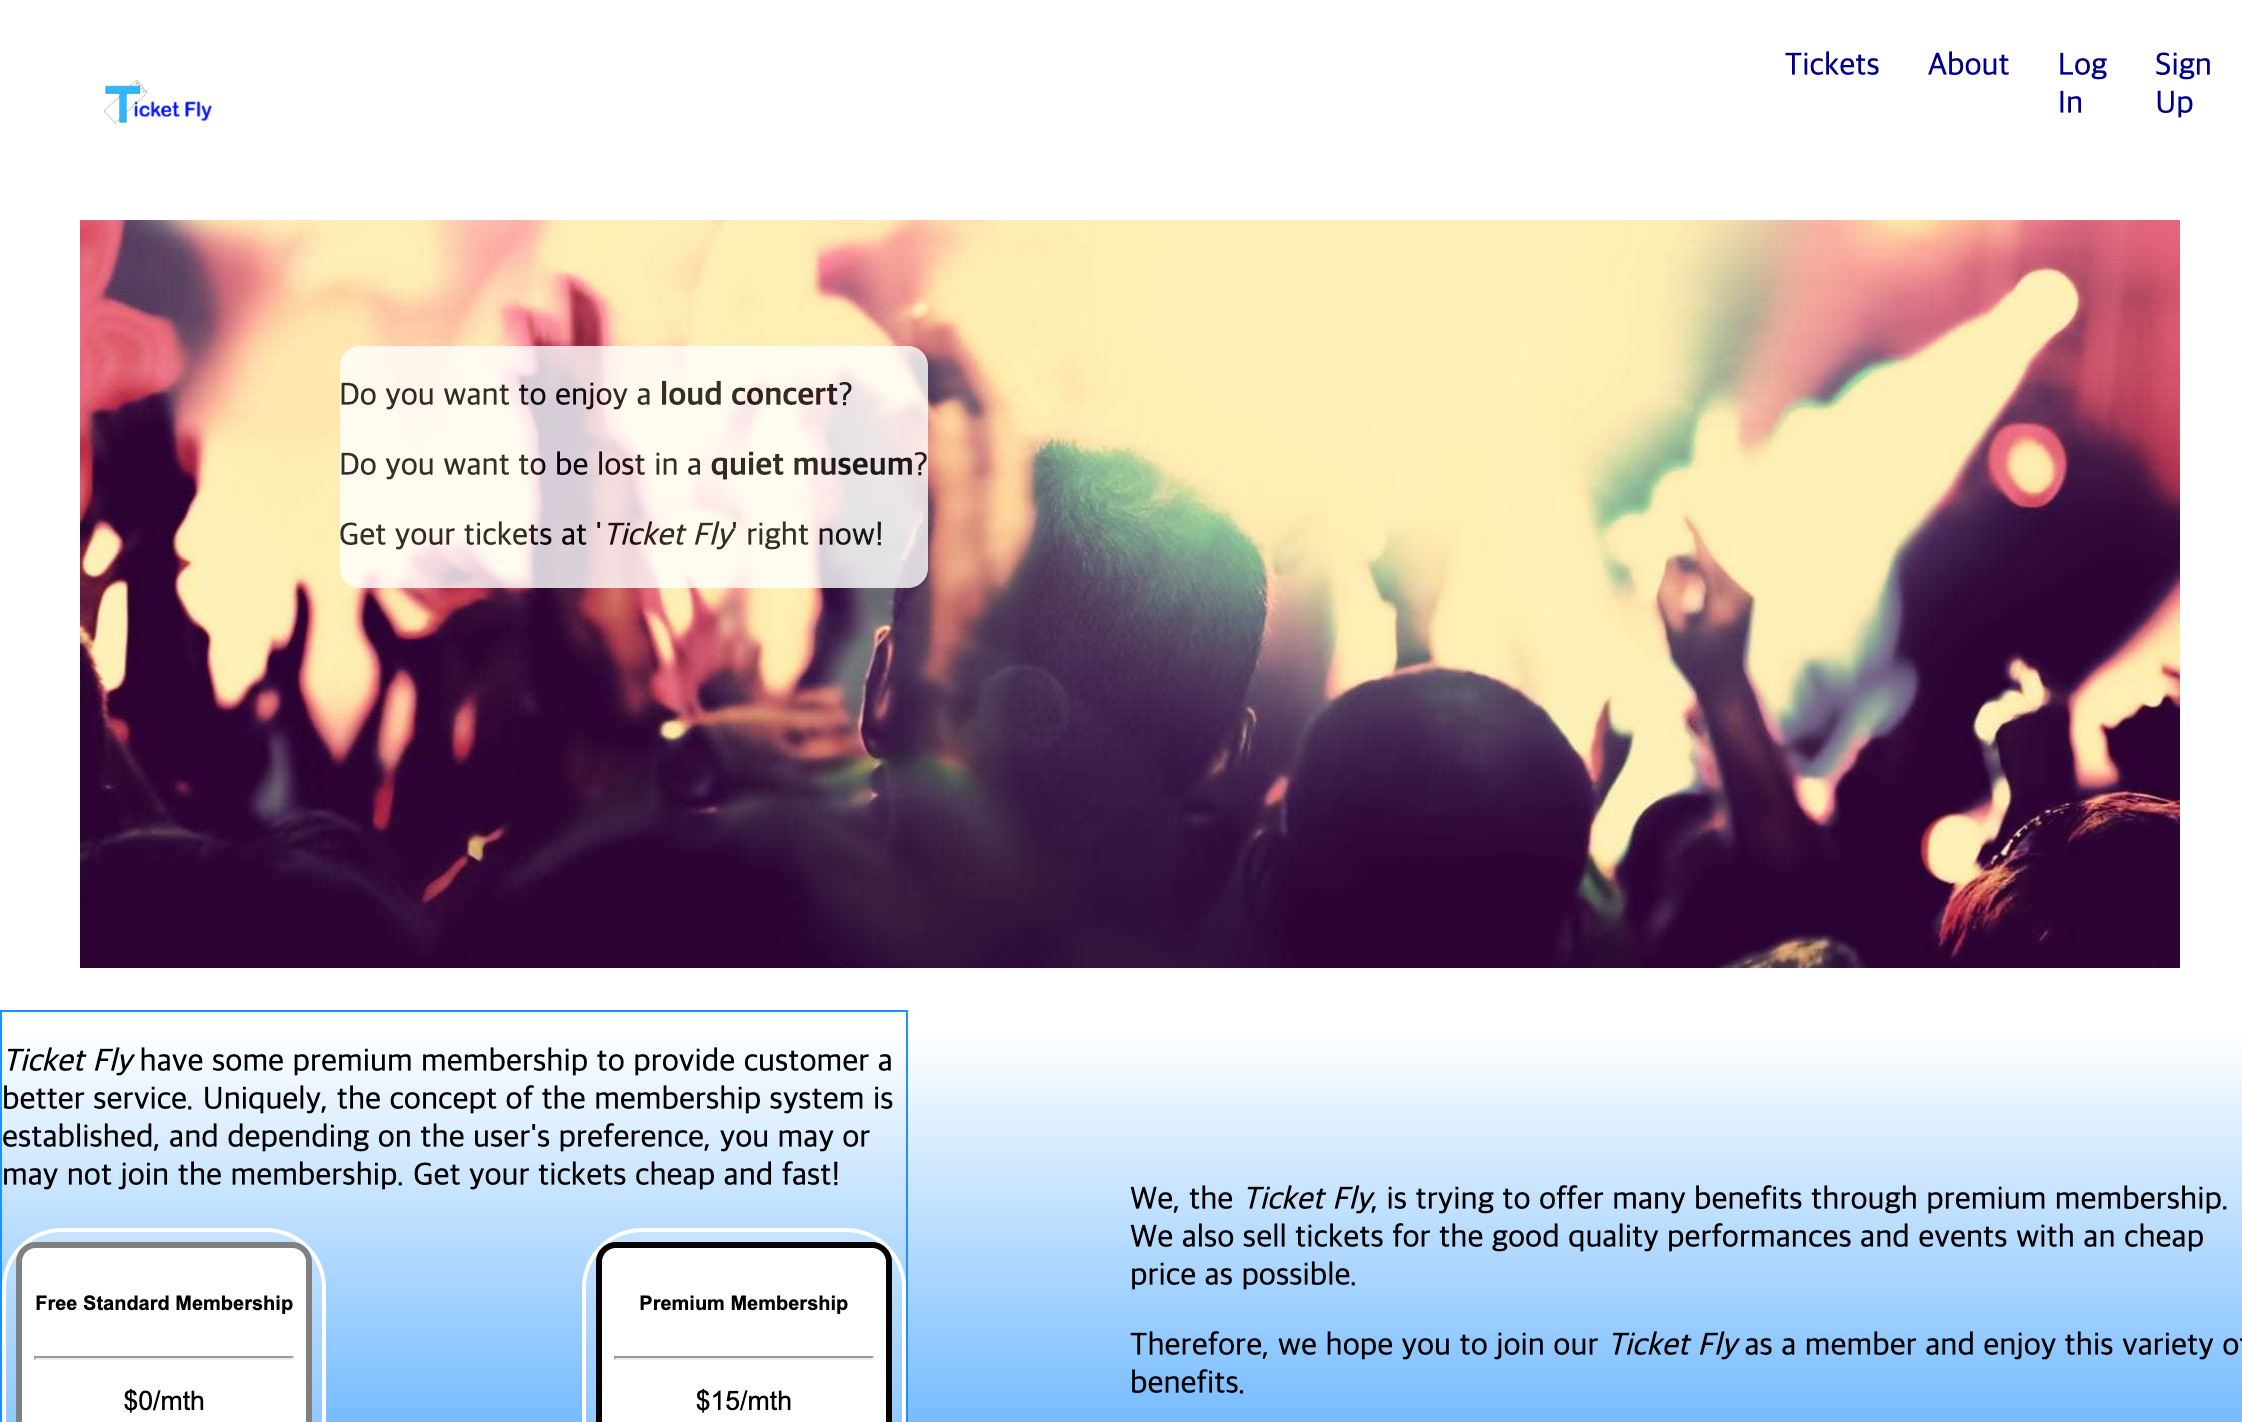 Ticket Fly
Tickets
About
Log
In
Sign
Up
Do you want to enjoy a loud concert?
Do you want to be lost in a quiet museum?
Get your tickets at 'Ticket Fly' right now!
Ticket Fly have some premium membership to provide customer a
better service. Uniquely, the concept of the membership system is
established, and depending on the user's preference, you may or
may not join the membership. Get your tickets cheap and fast!
Free Standard Membership
$0/mth
Premium Membership
$15/mth
We, the Ticket Fly, is trying to offer many benefits through premium membership.
We also sell tickets for the good quality performances and events with an cheap
price as possible.
Therefore, we hope you to join our Ticket Fly as a member and enjoy this variety of
benefits.